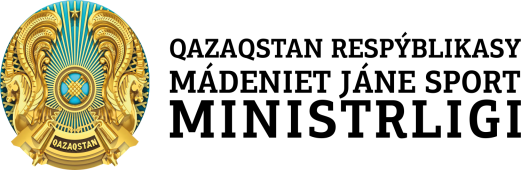 QAZAQSTAN RESPÝBLIKASY
MÁDENIET JÁNE SPORT
MINISTRLIGI
QAZAQSTAN